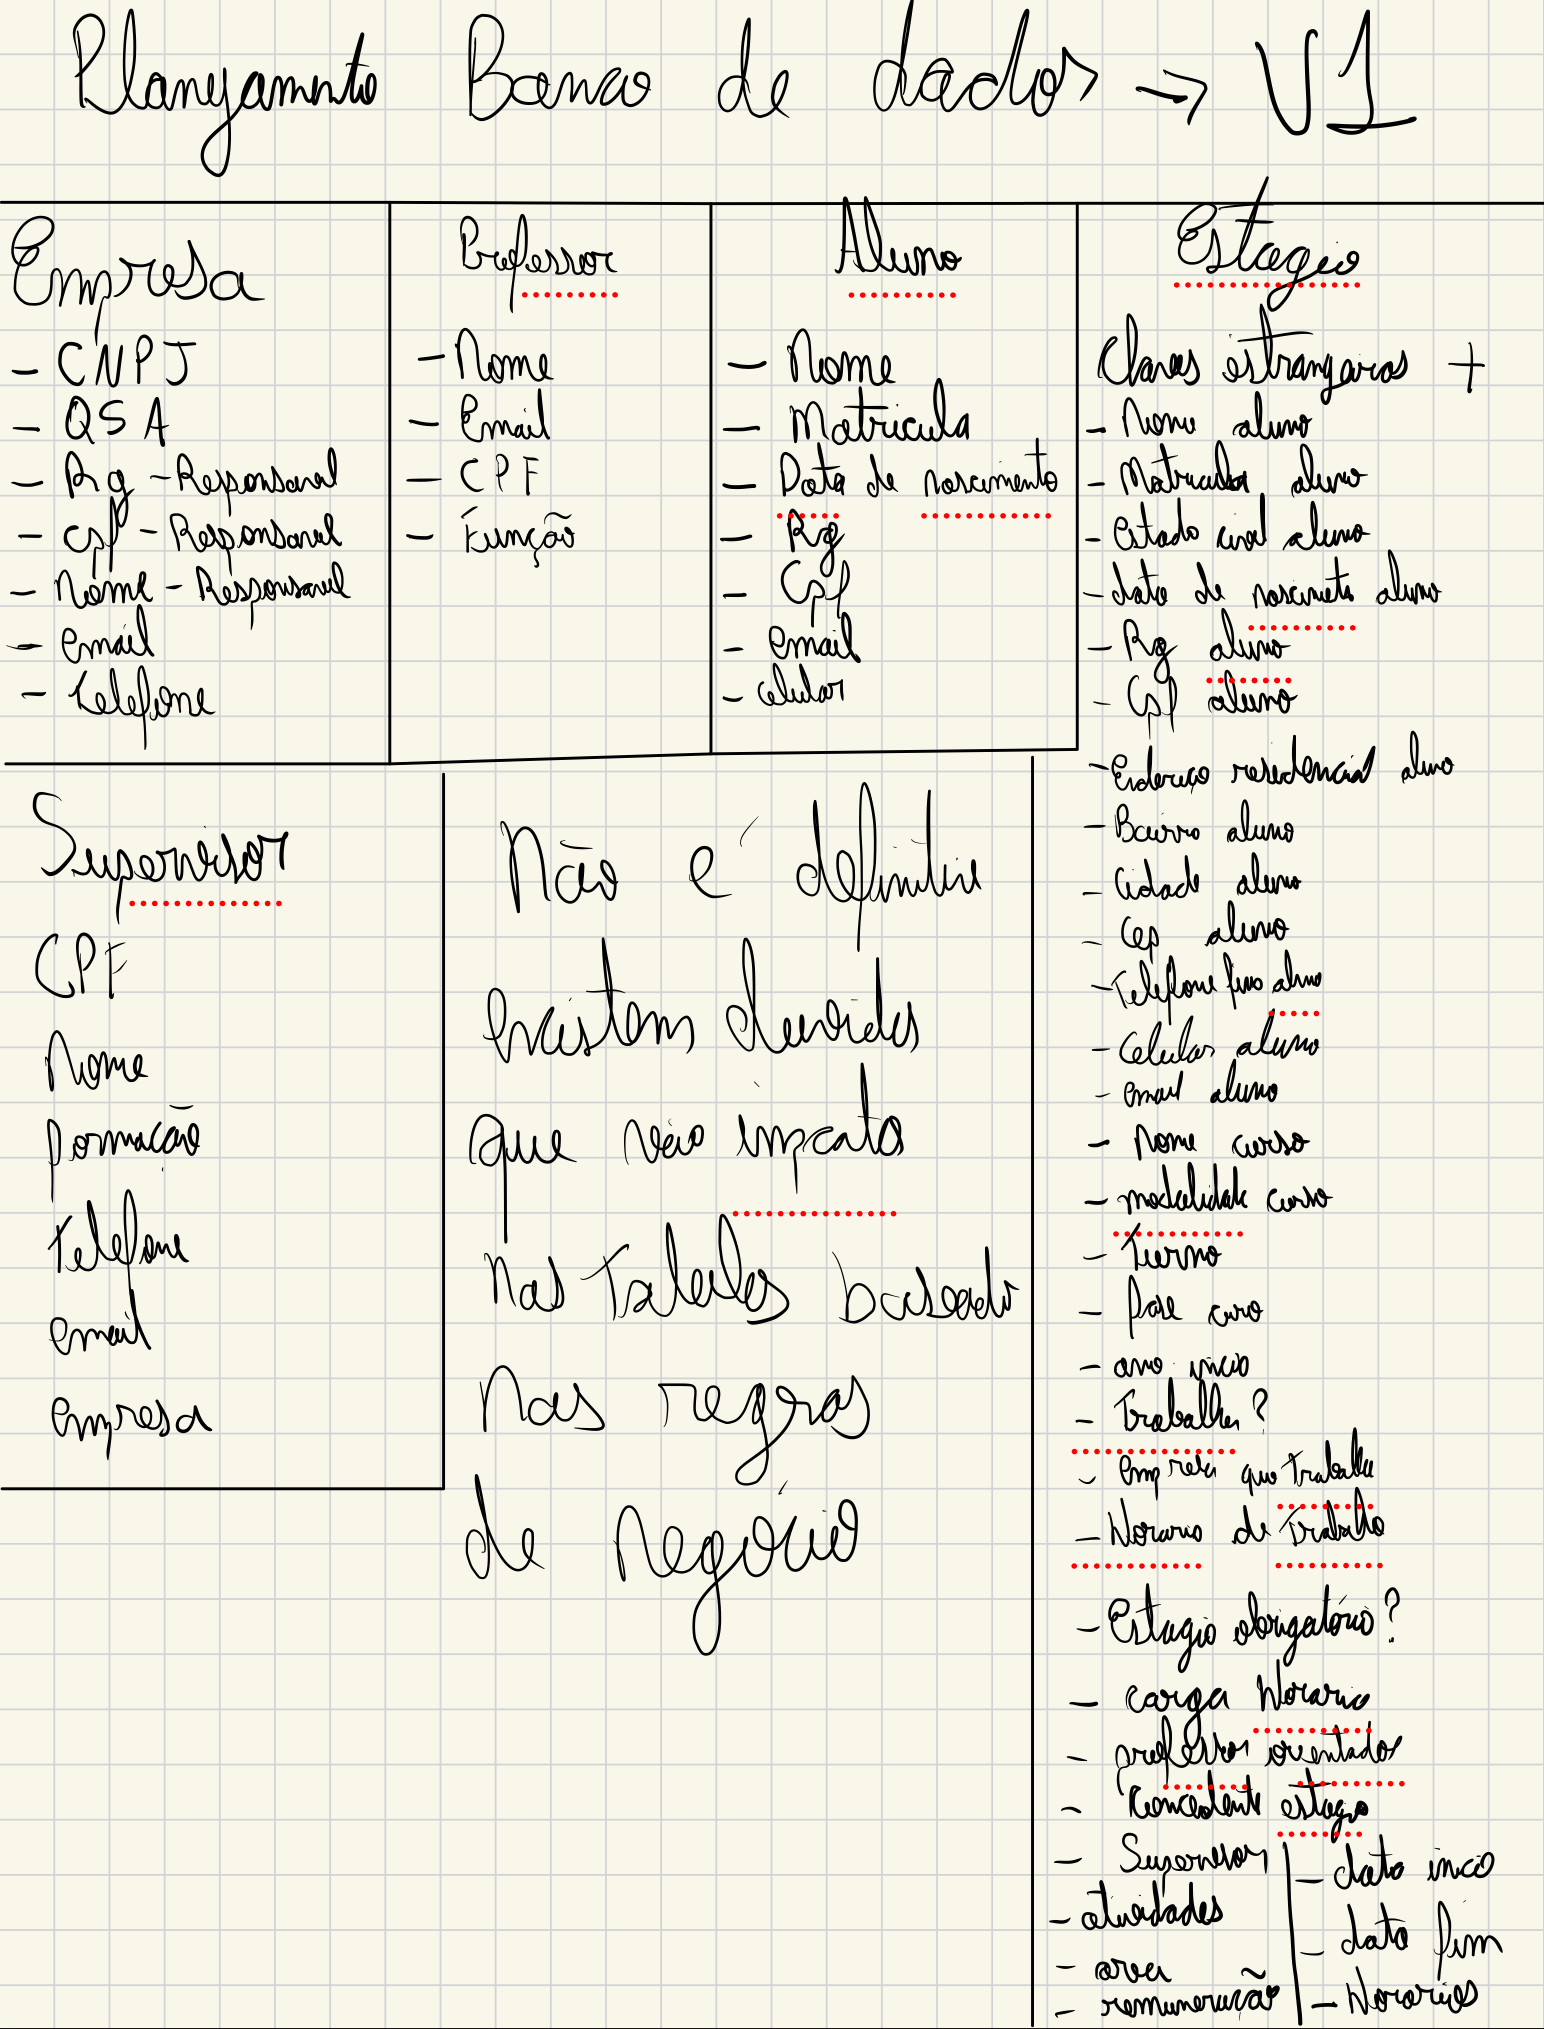 Planejamento Banco de dados → V1
Empresa
- CNPJ
- QSA
- Rg - Responsavel
- cpf - Responsavel
- Nome - Responsavel
- email
- telefone
Professor
- Nome
- Email
- CPF
- Função
Aluno
- Nome
- Matricula
- Data de nascimento
- Rg
- Cpf
- email
- celular
Estagio
Chaves estrangeiras +
- Nome aluno
- Matricula aluno
- Estado civil aluno
- data de nascimeto aluno
- Rg aluno
- Cpf aluno
- Endereço residencial aluno
- Bairro aluno
- Cidade aluno
- Cep aluno
- Telefone fixo aluno
- Celular aluno
- email aluno
- Nome curso
- modalidade curso
- Turno
- fase curo
- ano inicio
- Trabalha?
- empresa que trabalha
- Horario de Trabalho
- Estagio obrigatório?
- carga Horario
- professor orientador
- Concedente estagio
- Supervisor
- atividades
- area
- remuneração
- data inicio
- data fim
- Horarios
Supervisor
CPF
Nome
formação
telefone
email
empresa
Não é definitivo
existem duvidas
que vão impcata
nas tabelas baseado
nas regras
de negócio